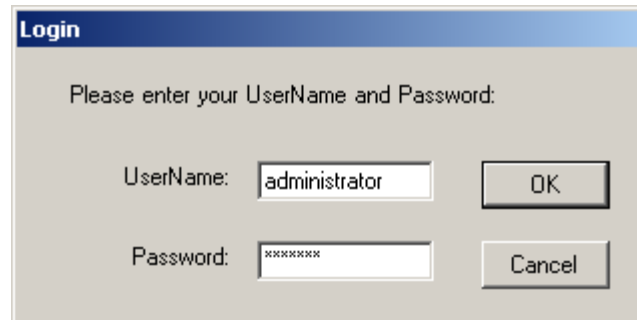 Login
Please enter your UserName and Password:
UserName: administrator OK
Password: ******* Cancel